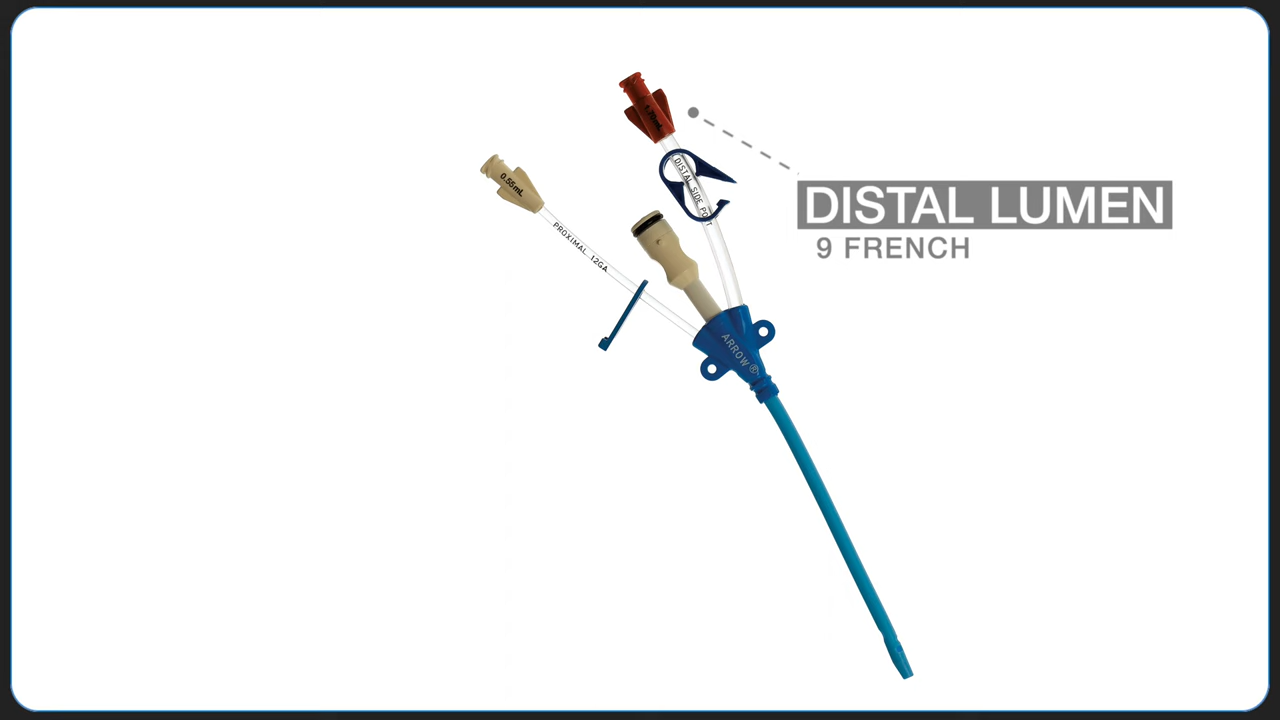 DISTAL LUMEN
9 FRENCH
0.55mL
DISTAL SIDE PORT
PROXIMAL 12GA
ARROW®